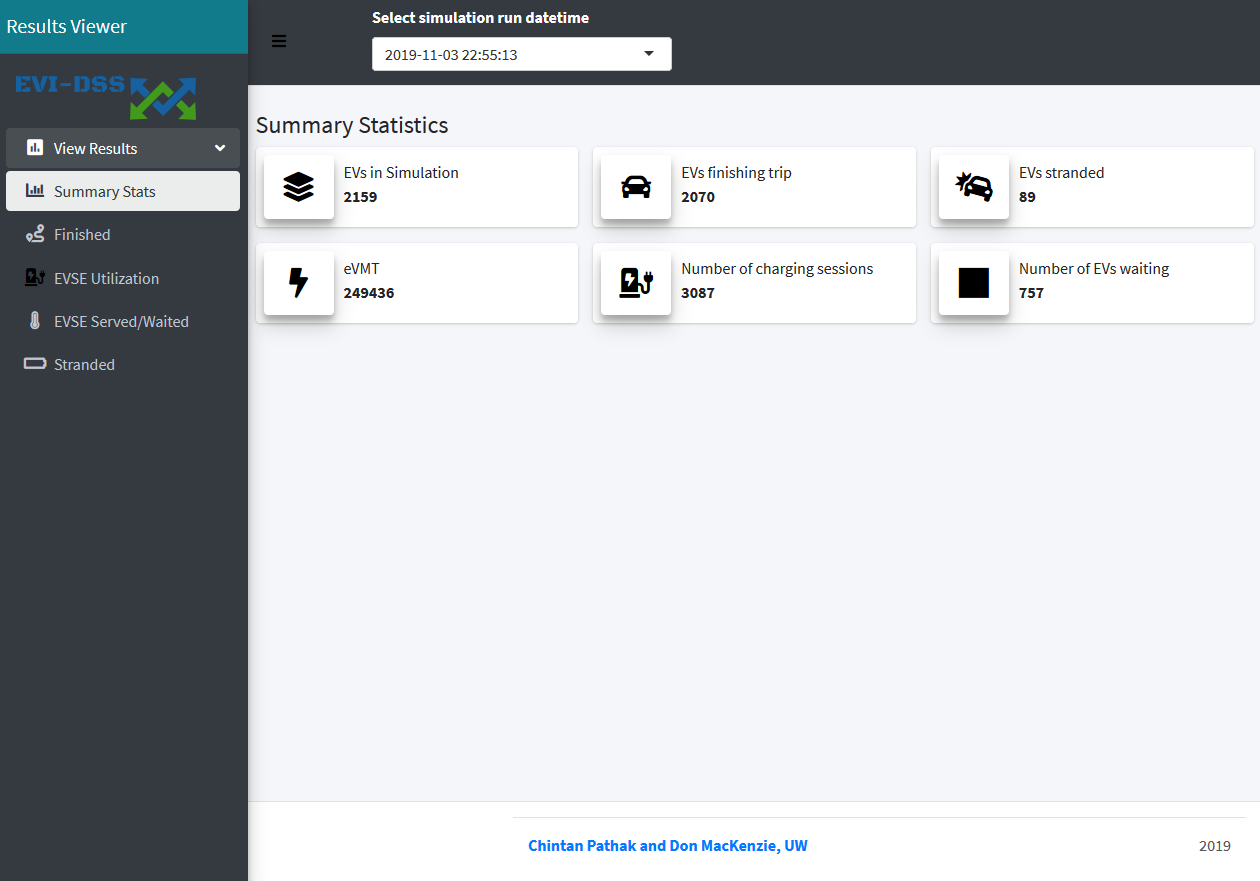 Results Viewer
Select simulation run datetime
2019-11-03 22:55:13
EVI-DSS
View Results
Summary Stats
Finished
EVSE Utilization
EVSE Served/Waited
Stranded
Summary Statistics
EVs in Simulation
2159
EVs finishing trip
2070
EVs stranded
89
eVMT
249436
Number of charging sessions
3087
Number of EVs waiting
757
Chintan Pathak and Don MacKenzie, UW
2019